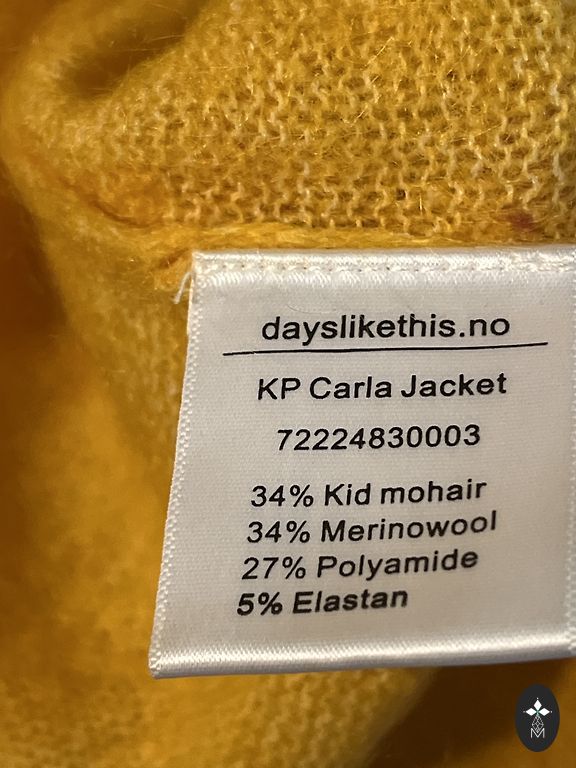 dayslikethis.no
KP Carla Jacket
72224830003
34% Kid mohair
34% Merinowool
27% Polyamide
5% Elastan
M